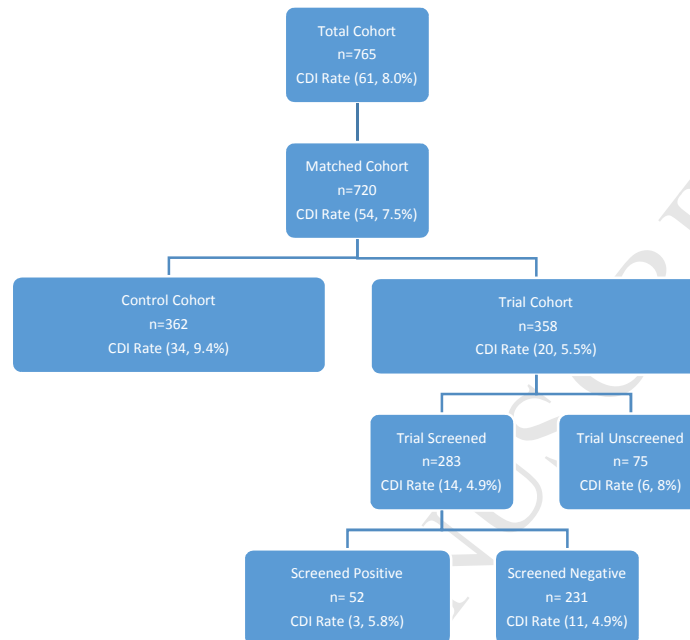 Total Cohort
n=765
CDI Rate (61, 8.0%)
Matched Cohort
n=720
CDI Rate (54, 7.5%)
Control Cohort
n=362
CDI Rate (34, 9.4%)
Trial Cohort
n=358
CDI Rate (20, 5.5%)
Trial Screened
n=283
CDI Rate (14, 4.9%)
Trial Unscreened
n= 75
CDI Rate (6, 8%)
Screened Positive
n= 52
CDI Rate (3, 5.8%)
Screened Negative
n= 231
CDI Rate (11, 4.9%)